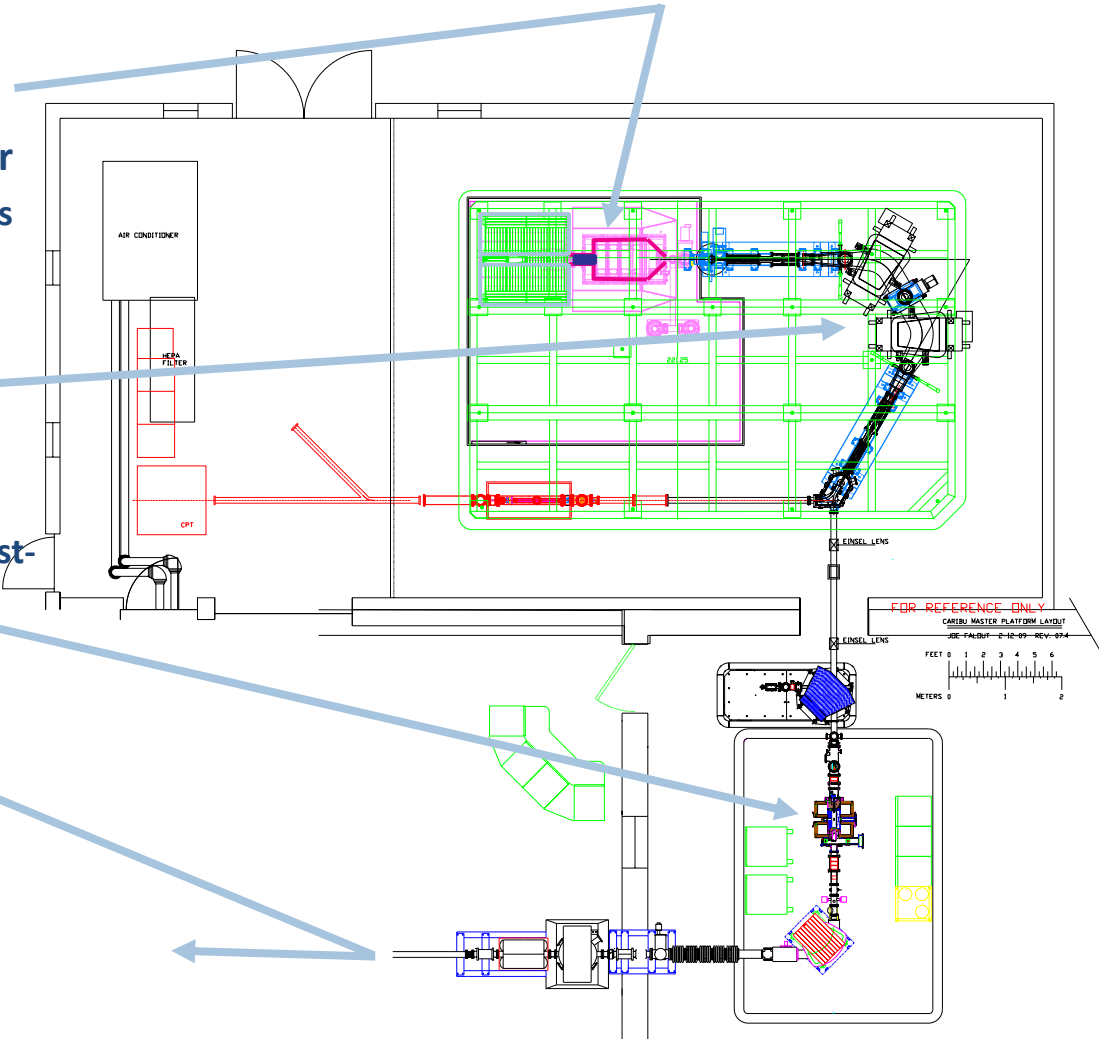 r
s
AIR CONDITIONER
HEPA
FILTER
22525
CPT
st-
EINSEL LENS
FOR REFERENCE ONLY
CARIBU MASTER PLATFORM LAYOUT
JOE FALOUT 2-12-09 REV. 07.4
EINSEL LENS
FEET 0 1 2 3 4 5 6
METERS 0 1 2